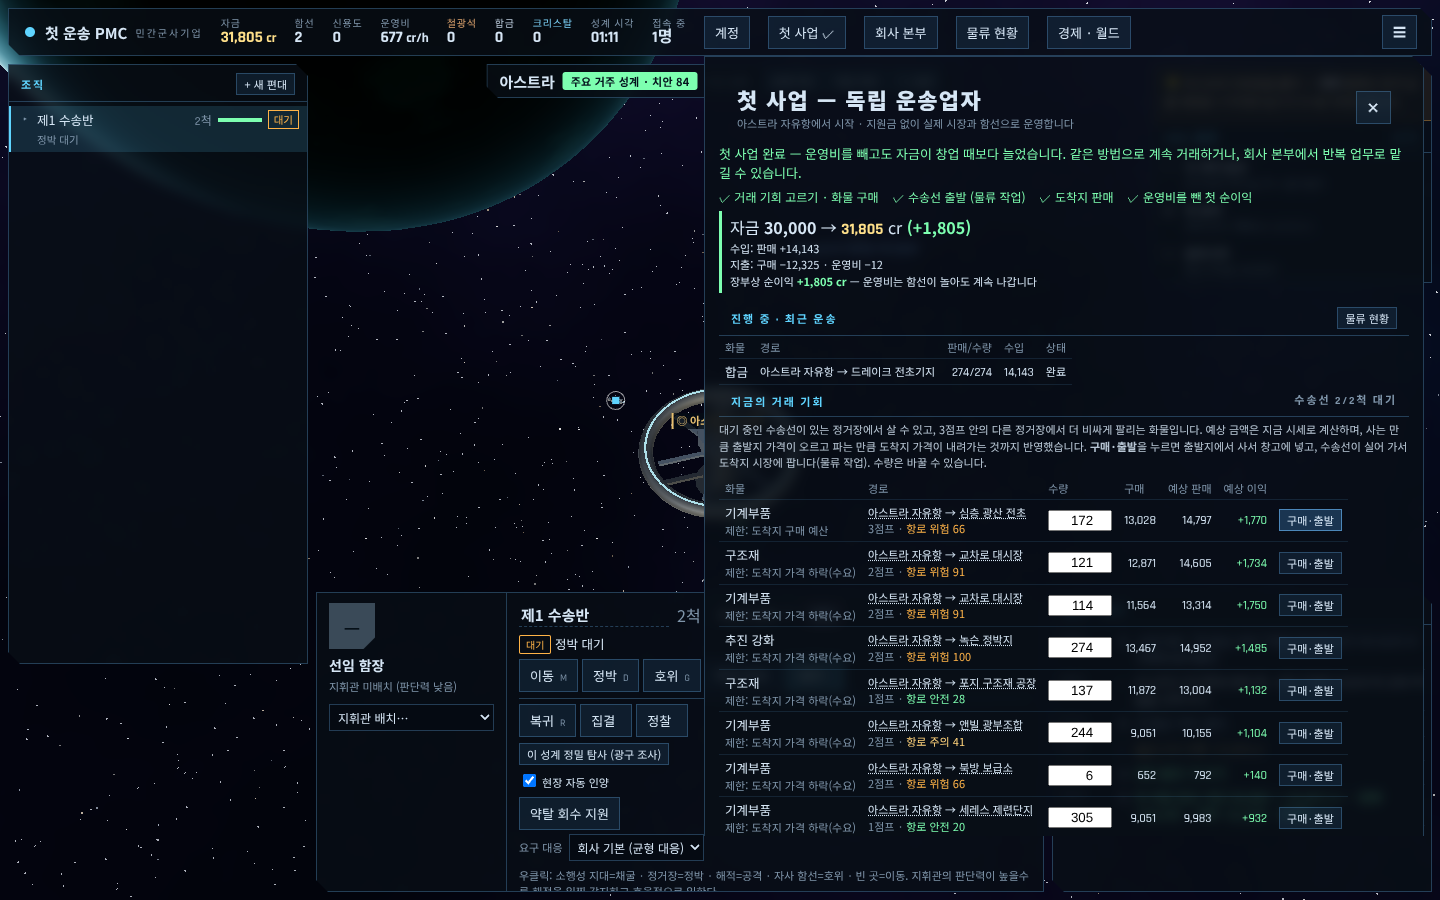 첫 운송 PMC 민간군사기업
자금 31,805 cr
함선 2
신용도 0
운영비 677 cr/h
철광석 0
합금 0
크리스탈 0
성계 시각 01:11
접속 중 1명
계정
첫 사업 ✓
회사 본부
물류 현황
경제 · 월드
☰
조직
+ 새 편대
제1 수송반 2척 대기
정박 대기
아스트라 주요 거주 성계 · 치안 84
첫 사업 — 독립 운송업자
×
아스트라 자유항에서 시작 · 지원금 없이 실제 시장과 함선으로 운영합니다
첫 사업 완료 — 운영비를 빼고도 자금이 창업 때보다 늘었습니다. 같은 방법으로 계속 거래하거나, 회사 본부에서 반복 업무로 맡
길 수 있습니다.
✓ 거래 기회 고르기 · 화물 구매 ✓ 수송선 출발 (물류 작업) ✓ 도착지 판매 ✓ 운영비를 뺀 첫 순이익
자금 30,000 → 31,805 cr (+1,805)
수입: 판매 +14,143
지출: 구매 −12,325 · 운영비 −12
장부상 순이익 +1,805 cr — 운영비는 함선이 놀아도 계속 나갑니다
진행 중 · 최근 운송
물류 현황
화물 경로 판매/수량 수입 상태
합금 아스트라 자유항 → 드레이크 전초기지 274/274 14,143 완료
지금의 거래 기회
수송선 2/2척 대기
대기 중인 수송선이 있는 정거장에서 살 수 있고, 3점프 안의 다른 정거장에서 더 비싸게 팔리는 화물입니다. 예상 금액은 지금 시세로 계산하며, 사는 만
큼 출발지 가격이 오르고 파는 만큼 도착지 가격이 내려가는 것까지 반영했습니다. 구매·출발을 누르면 출발지에서 사서 창고에 넣고, 수송선이 실어 가서
도착지 시장에 팝니다(물류 작업). 수량은 바꿀 수 있습니다.
화물 경로 수량 구매 예상 판매 예상 이익
기계부품 아스트라 자유항 → 심층 광산 전초 172 13,028 14,797 +1,770 구매·출발
제한: 도착지 구매 예산 3점프 · 항로 위험 66
구조재 아스트라 자유항 → 교차로 대시장 121 12,871 14,605 +1,734 구매·출발
제한: 도착지 가격 하락(수요) 2점프 · 항로 위험 91
기계부품 아스트라 자유항 → 교차로 대시장 114 11,564 13,314 +1,750 구매·출발
제한: 도착지 가격 하락(수요) 2점프 · 항로 위험 91
추진 강화 아스트라 자유항 → 녹슨 정박지 274 13,467 14,952 +1,485 구매·출발
제한: 도착지 가격 하락(수요) 2점프 · 항로 위험 100
구조재 아스트라 자유항 → 포지 구조재 공장 137 11,872 13,004 +1,132 구매·출발
제한: 도착지 가격 하락(수요) 1점프 · 항로 안전 28
기계부품 아스트라 자유항 → 앤빌 광부조합 244 9,051 10,155 +1,104 구매·출발
제한: 도착지 가격 하락(수요) 2점프 · 항로 주의 41
기계부품 아스트라 자유항 → 북방 보급소 6 652 792 +140 구매·출발
제한: 도착지 가격 하락(수요) 2점프 · 항로 위험 66
기계부품 아스트라 자유항 → 세레스 제련단지 305 9,051 9,983 +932 구매·출발
제한: 도착지 가격 하락(수요) 1점프 · 항로 안전 20
—
선임 함장
지휘관 미배치 (판단력 낮음)
지휘관 배치…
제1 수송반 2척
대기 정박 대기
이동 M 정박 D 호위 G
복귀 R 집결 정찰
이 성계 정밀 탐사 (광구 조사)
현장 자동 인양
약탈 회수 지원
요구 대응 회사 기본 (균형 대응)
우클릭: 소행성 지대=채굴 · 정거장=정박 · 해적=공격 · 자사 함선=호위 · 빈 곳=이동. 지휘관의 판단력이 높을수